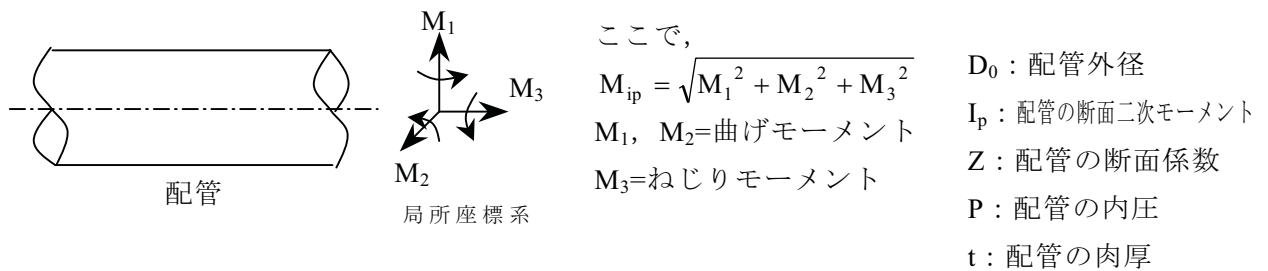 M₁
M₃
M₂
配管
局所座標系
ここで，
M_ip = √(M₁² + M₂² + M₃²)
M₁，M₂=曲げモーメント
M₃=ねじりモーメント
D₀：配管外径
I_p：配管の断面二次モーメント
Z：配管の断面係数
P：配管の内圧
t：配管の肉厚